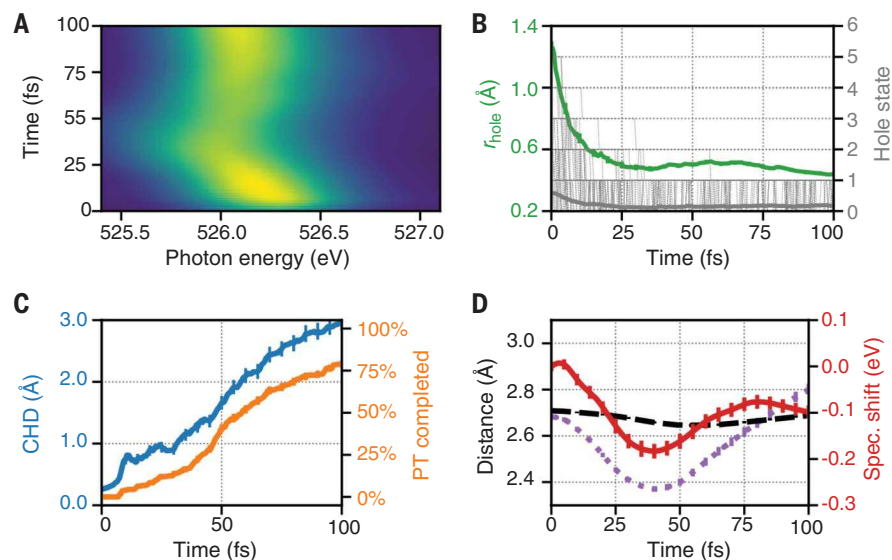 A
100
75
50
25
0
Time (fs)
525.5 526.0 526.5 527.0
Photon energy (eV)
B
1.4
1.0
0.6
0.2
r_hole (Å)
6
5
4
3
2
1
0
Hole state
0 25 50 75 100
Time (fs)
C
3.0
2.0
1.0
0.0
CHD (Å)
100%
75%
50%
25%
0%
PT completed
0 50 100
Time (fs)
D
3.0
2.8
2.6
2.4
Distance (Å)
0.1
0.0
-0.1
-0.2
-0.3
Spec. shift (eV)
0 25 50 75 100
Time (fs)